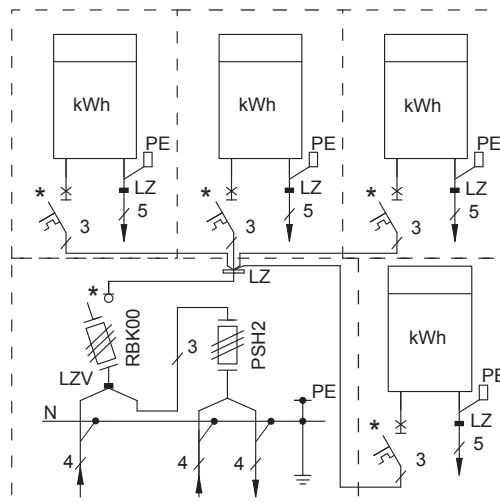 kWh kWh kWh
PE PE PE
LZ LZ LZ
* 5 * 5 * 5
3 3 3
LZ
*
RBK00
PSH2
kWh
3
LZV
PE PE
N
* LZ
5
4 4 4 3